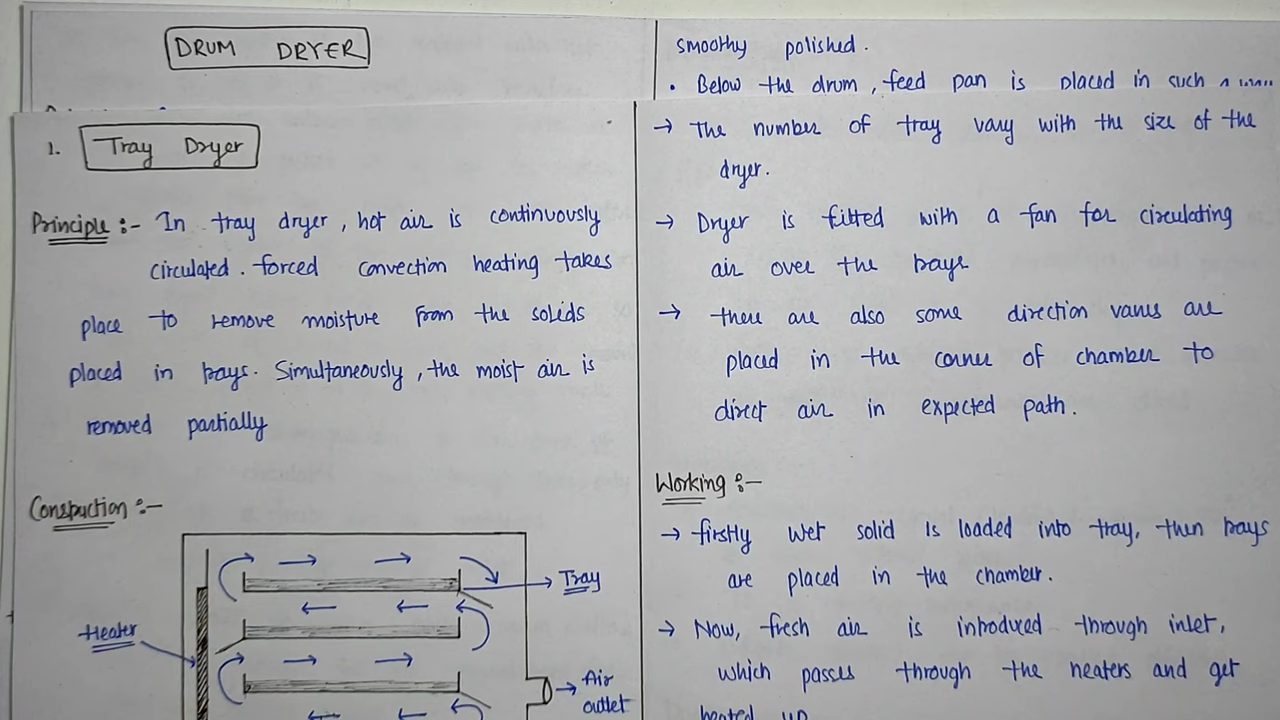 DRUM DRYER
smoothy polished.
• Below the drum, feed pan is placed in such a
1. Tray Dryer
Principle :- In tray dryer, hot air is continuously
circulated. forced convection heating takes
place to remove moisture from the solids
placed in trays. Simultaneously, the moist air is
removed partially
Construction :-
Tray
Heater
Air
outlet
→ The number of tray vary with the size of the
dryer.
→ Dryer is fitted with a fan for circulating
air over the trays
→ there are also some direction vanes are
placed in the corner of chamber to
direct air in expected path.
Working :-
→ firstly wet solid is loaded into tray, then trays
are placed in the chamber.
→ Now, fresh air is introduced through inlet,
which passes through the heaters and get
heated up